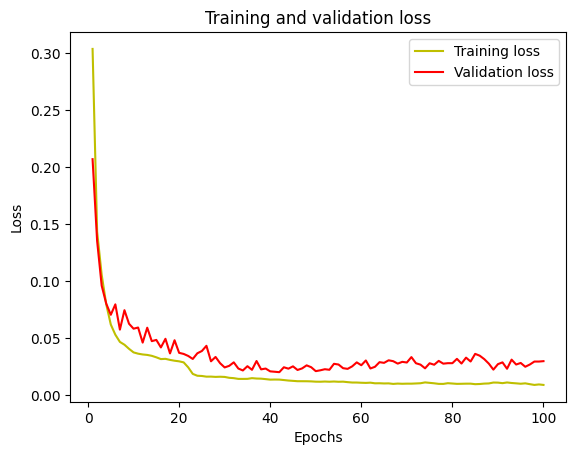 Training and validation loss
Training loss
Validation loss
0.30
0.25
0.20
0.15
0.10
0.05
0.00
Loss
0
20
40
60
80
100
Epochs